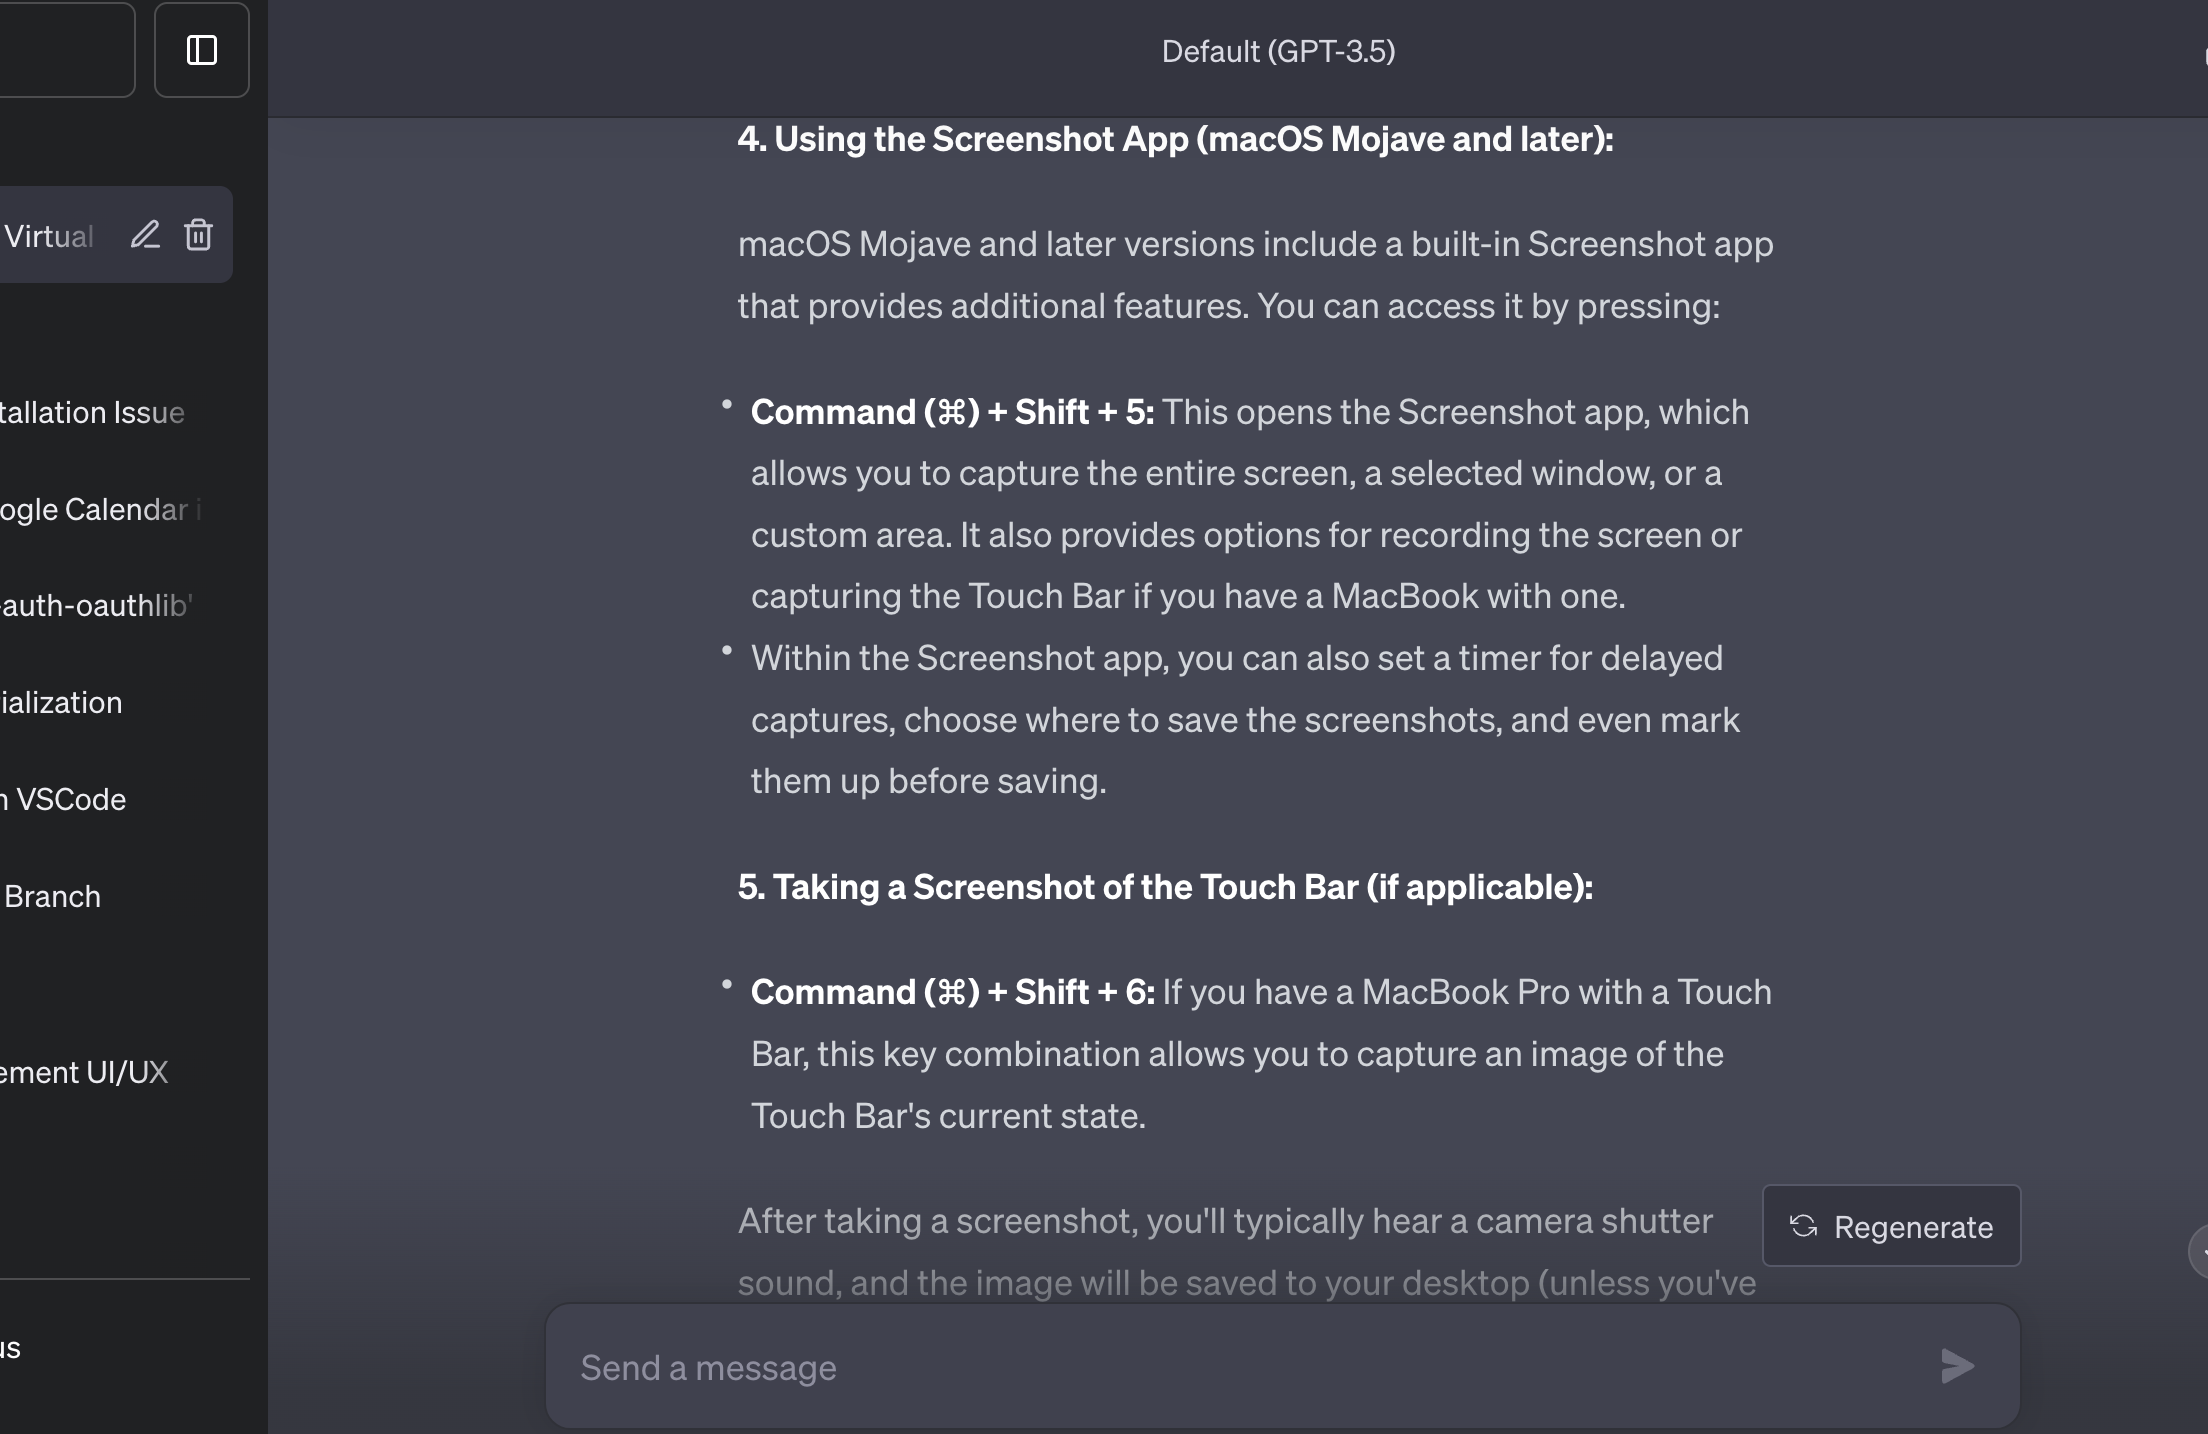 Default (GPT-3.5)
Virtual
tallation Issue
ogle Calendar i
-auth-oauthlib'
ialization
n VSCode
Branch
ement UI/UX
us
4. Using the Screenshot App (macOS Mojave and later):
macOS Mojave and later versions include a built-in Screenshot app
that provides additional features. You can access it by pressing:
• Command (⌘) + Shift + 5: This opens the Screenshot app, which
allows you to capture the entire screen, a selected window, or a
custom area. It also provides options for recording the screen or
capturing the Touch Bar if you have a MacBook with one.
• Within the Screenshot app, you can also set a timer for delayed
captures, choose where to save the screenshots, and even mark
them up before saving.
5. Taking a Screenshot of the Touch Bar (if applicable):
• Command (⌘) + Shift + 6: If you have a MacBook Pro with a Touch
Bar, this key combination allows you to capture an image of the
Touch Bar's current state.
After taking a screenshot, you'll typically hear a camera shutter
sound, and the image will be saved to your desktop (unless you've
Regenerate
Send a message